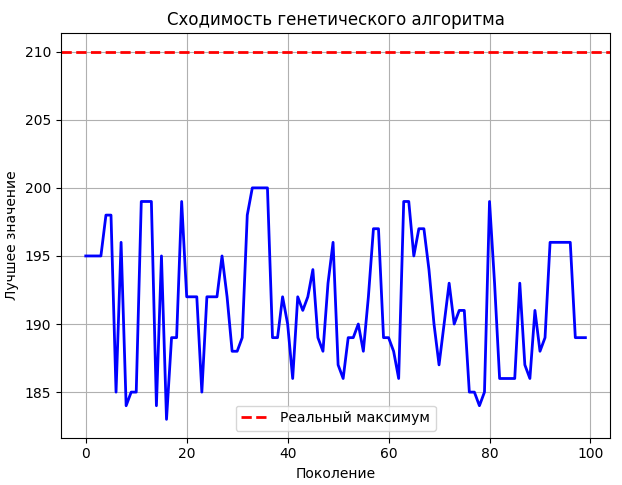 Сходимость генетического алгоритма
Лучшее значение
210
205
200
195
190
185
Реальный максимум
0 20 40 60 80 100
Поколение